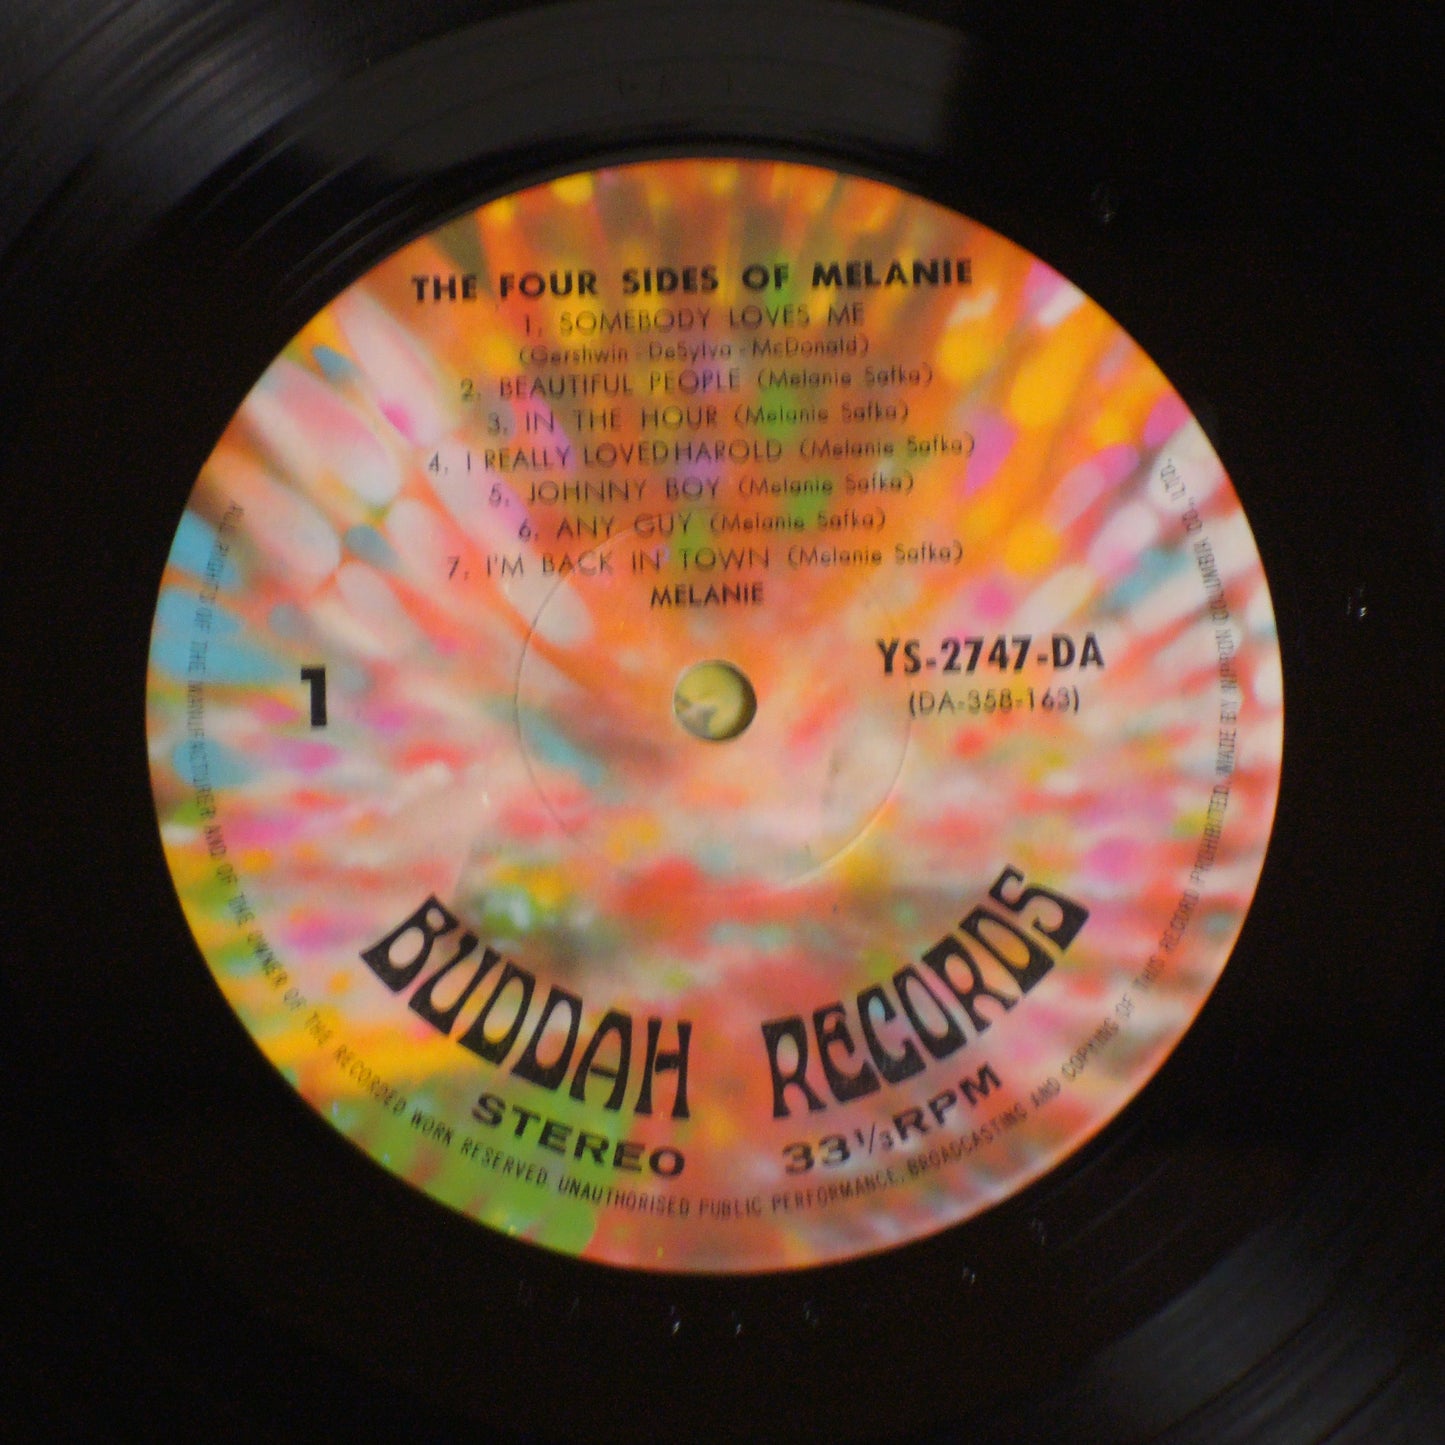 THE FOUR SIDES OF MELANIE
1. SOMEBODY LOVES ME
(Gershwin - DeSylva - McDonald)
2. BEAUTIFUL PEOPLE (Melanie Safka)
3. IN THE HOUR (Melanie Safka)
4. I REALLY LOVED HAROLD (Melanie Safka)
5. JOHNNY BOY (Melanie Safka)
6. ANY GUY (Melanie Safka)
7. I'M BACK IN TOWN (Melanie Safka)
MELANIE
1
YS-2747-DA
(DA-358-163)
BUDDAH RECORDS
STEREO 33 1/3 RPM
ALL RIGHTS OF THE MANUFACTURER AND OF THE OWNER OF THE RECORDED WORK RESERVED. UNAUTHORISED PUBLIC PERFORMANCE, BROADCASTING AND COPYING OF THIS RECORD PROHIBITED. MADE BY NIPPON COLUMBIA CO., LTD.